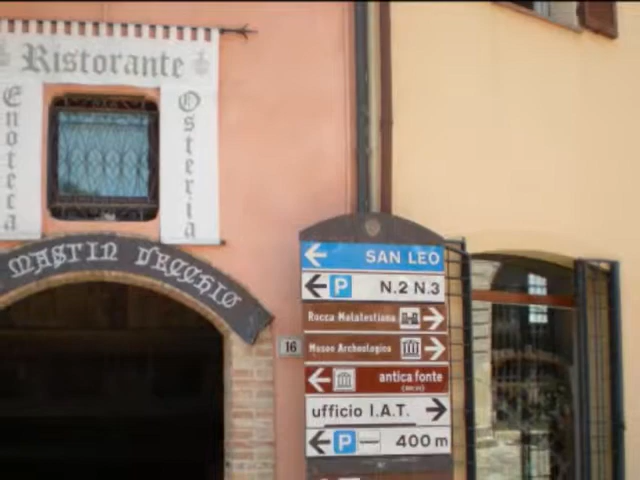 Ristorante
Enoteca
Osteria
MASTIN VECCHIO
16
SAN LEO
P N.2 N.3
Rocca Malatestiana
Museo Archeologico
antica fonte
ufficio I.A.T.
P 400 m